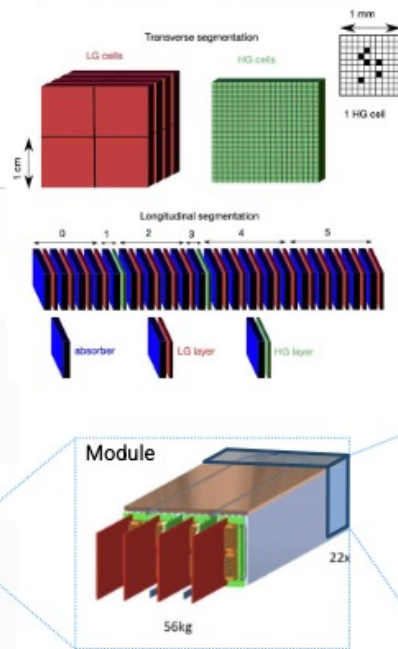 1 mm
Transverse segmentation
LG cells
HG cells
1 HG cell
1 cm
Longitudinal segmentation
0 1 2 3 4 5
absorber
LG layer
HG layer
Module
22x
56kg